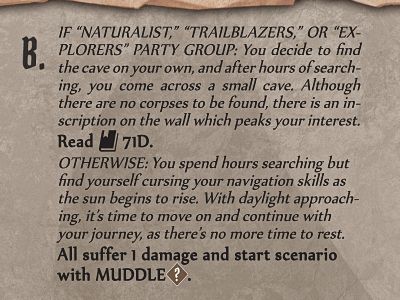 B.
IF “NATURALIST,” “TRAILBLAZERS,” OR “EX-
PLORERS” PARTY GROUP: You decide to find
the cave on your own, and after hours of search-
ing, you come across a small cave. Although
there are no corpses to be found, there is an in-
scription on the wall which peaks your interest.
Read 71D.
OTHERWISE: You spend hours searching but
find yourself cursing your navigation skills as
the sun begins to rise. With daylight approach-
ing, it’s time to move on and continue with
your journey, as there’s no more time to rest.
All suffer 1 damage and start scenario
with MUDDLE ?.